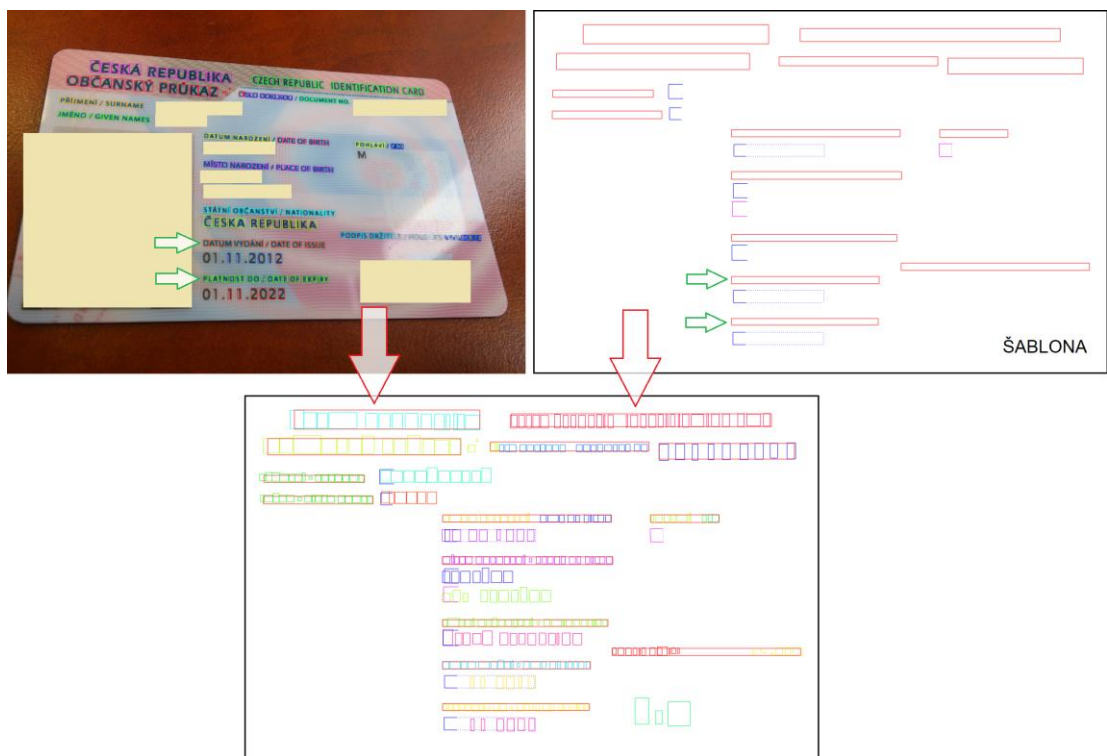 ČESKÁ REPUBLIKA
OBČANSKÝ PRŮKAZ
CZECH REPUBLIC IDENTIFICATION CARD
ČÍSLO DOKLADU / DOCUMENT NO.
PŘÍJMENÍ / SURNAME
JMÉNO / GIVEN NAMES
DATUM NAROZENÍ / DATE OF BIRTH
POHLAVÍ / SEX
M
MÍSTO NAROZENÍ / PLACE OF BIRTH
STÁTNÍ OBČANSTVÍ / NATIONALITY
ČESKÁ REPUBLIKA
PODPIS DRŽITELE / HOLDER'S SIGNATURE
DATUM VYDÁNÍ / DATE OF ISSUE
01.11.2012
PLATNOST DO / DATE OF EXPIRY
01.11.2022
ŠABLONA